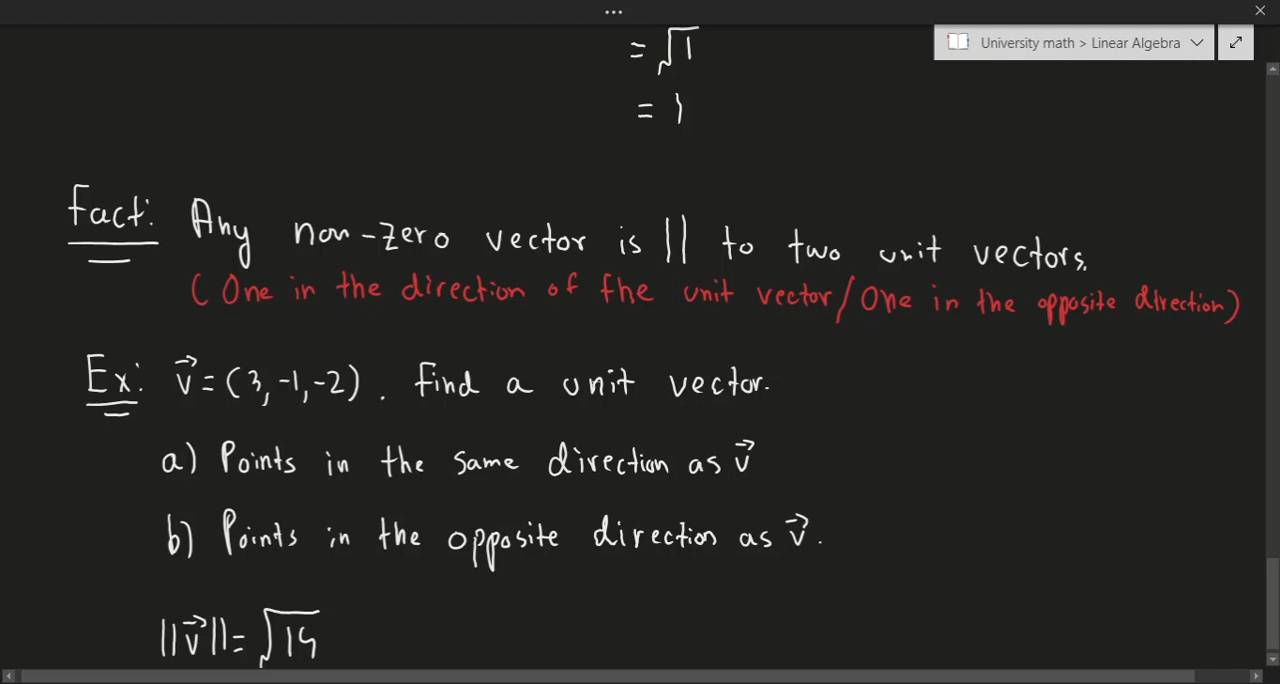 ...
University math > Linear Algebra
= √1
= 1
Fact: Any non-zero vector is || to two unit vectors.
(One in the direction of the unit vector/One in the opposite direction)
Ex: v⃗ = (3,-1,-2). Find a unit vector.
a) Points in the same direction as v⃗
b) Points in the opposite direction as v⃗.
||v⃗|| = √14